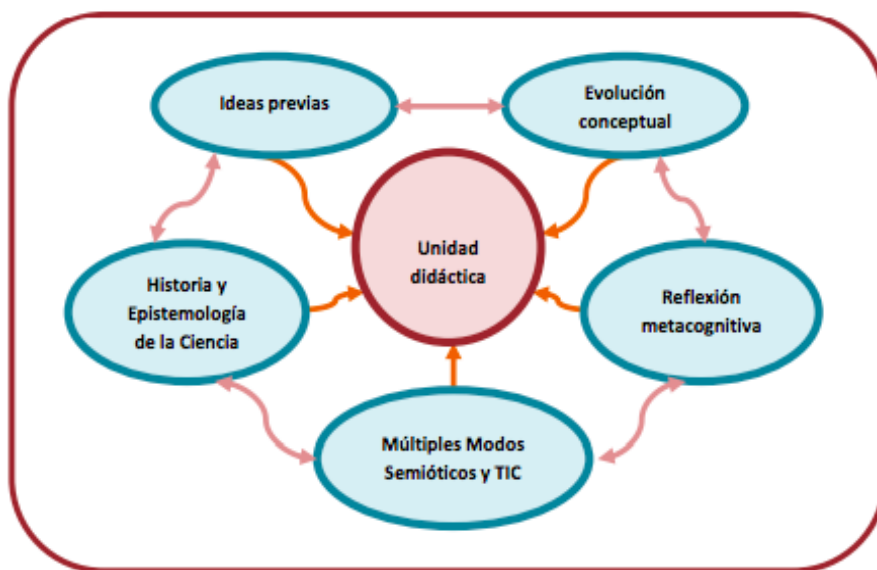 Ideas previas
Evolución
conceptual
Unidad
didáctica
Historia y
Epistemología
de la Ciencia
Reflexión
metacognitiva
Múltiples Modos
Semióticos y TIC